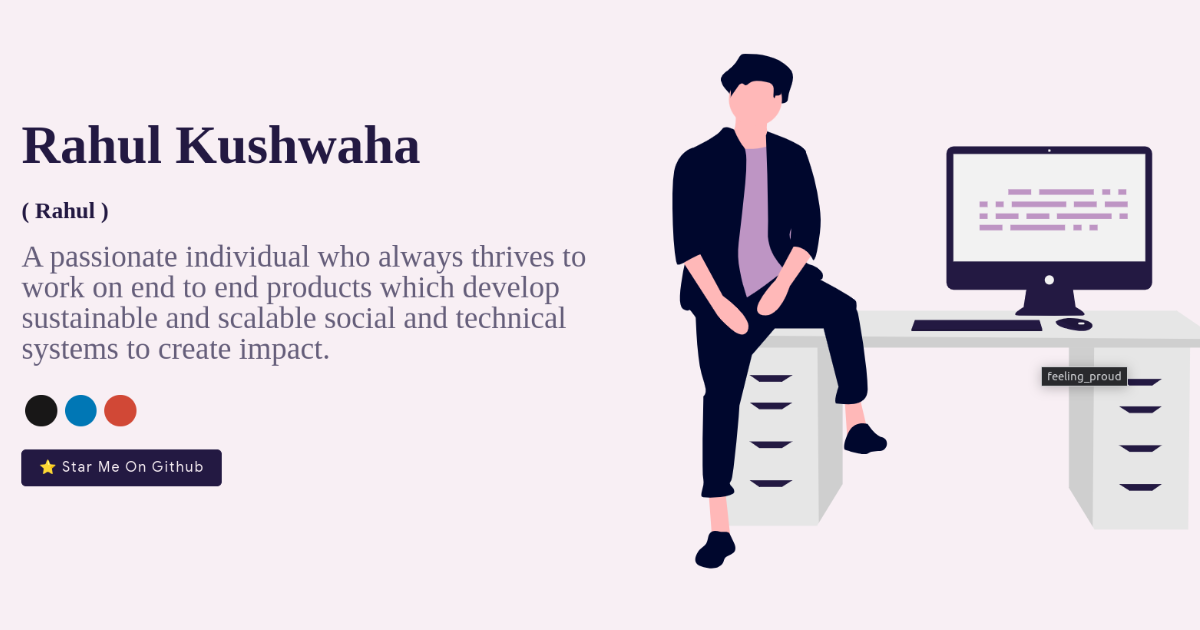 Rahul Kushwaha
( Rahul )
A passionate individual who always thrives to
work on end to end products which develop
sustainable and scalable social and technical
systems to create impact.
⭐ Star Me On Github
feeling_proud